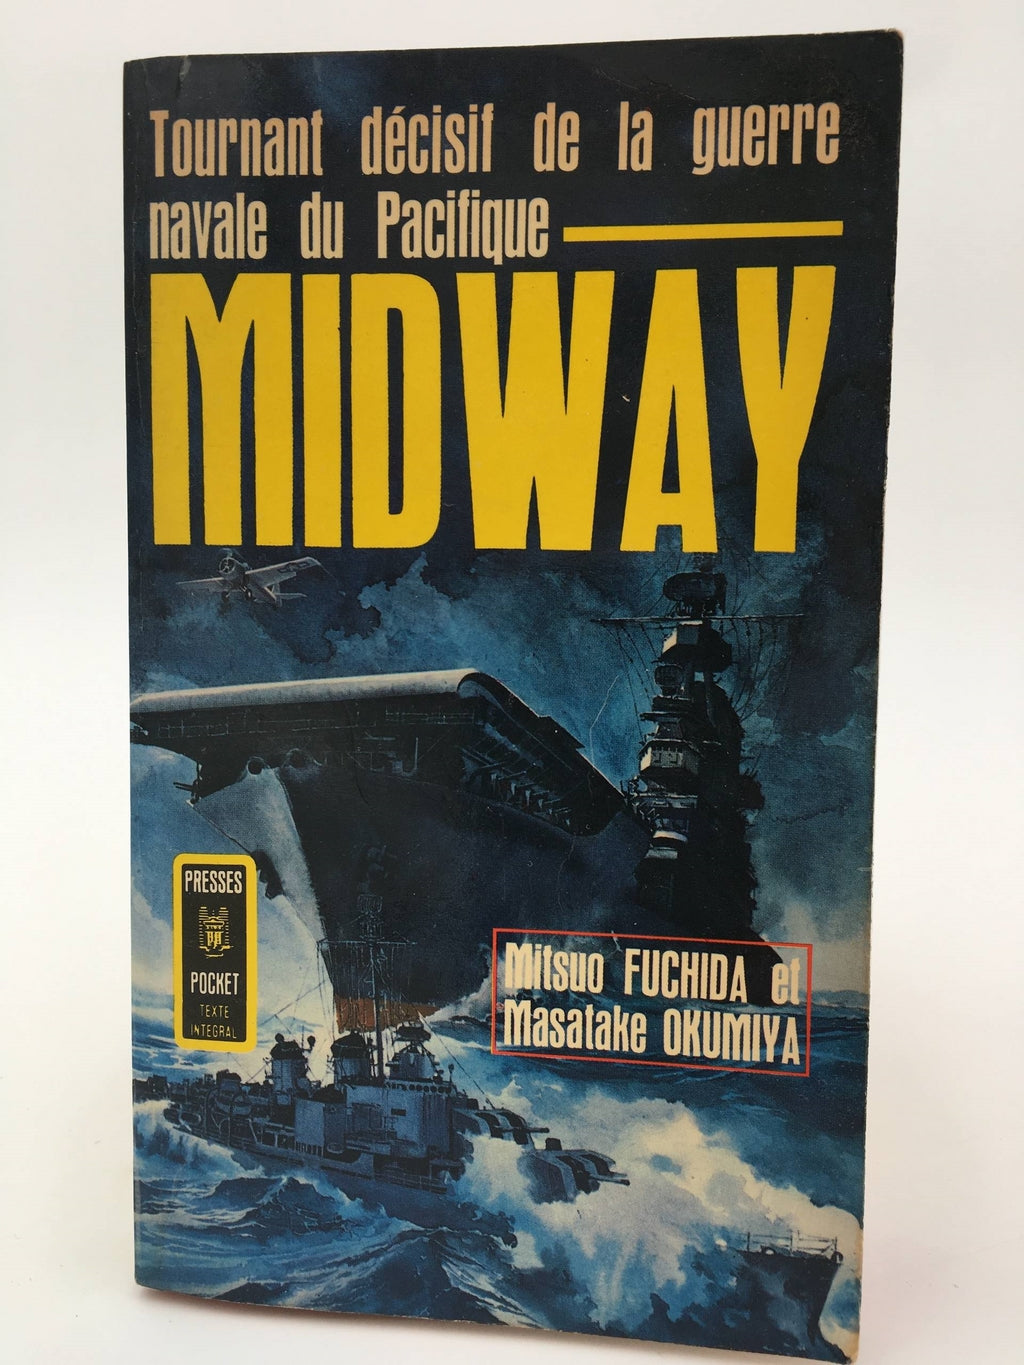 Tournant décisif de la guerre
navale du Pacifique
MIDWAY
PRESSES
POCKET
TEXTE
INTEGRAL
Mitsuo FUCHIDA et
Masatake OKUMIYA